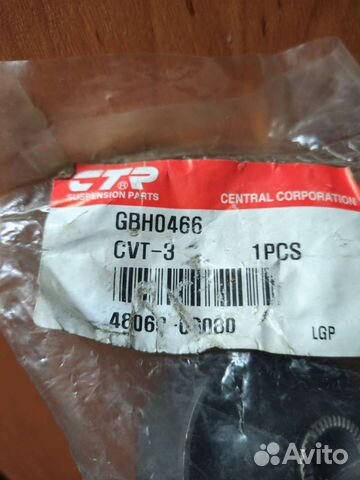 CTR®
SUSPENSION PARTS
CENTRAL CORPORATION
GBH0466
CVT-3 1PCS
LGP
Avito